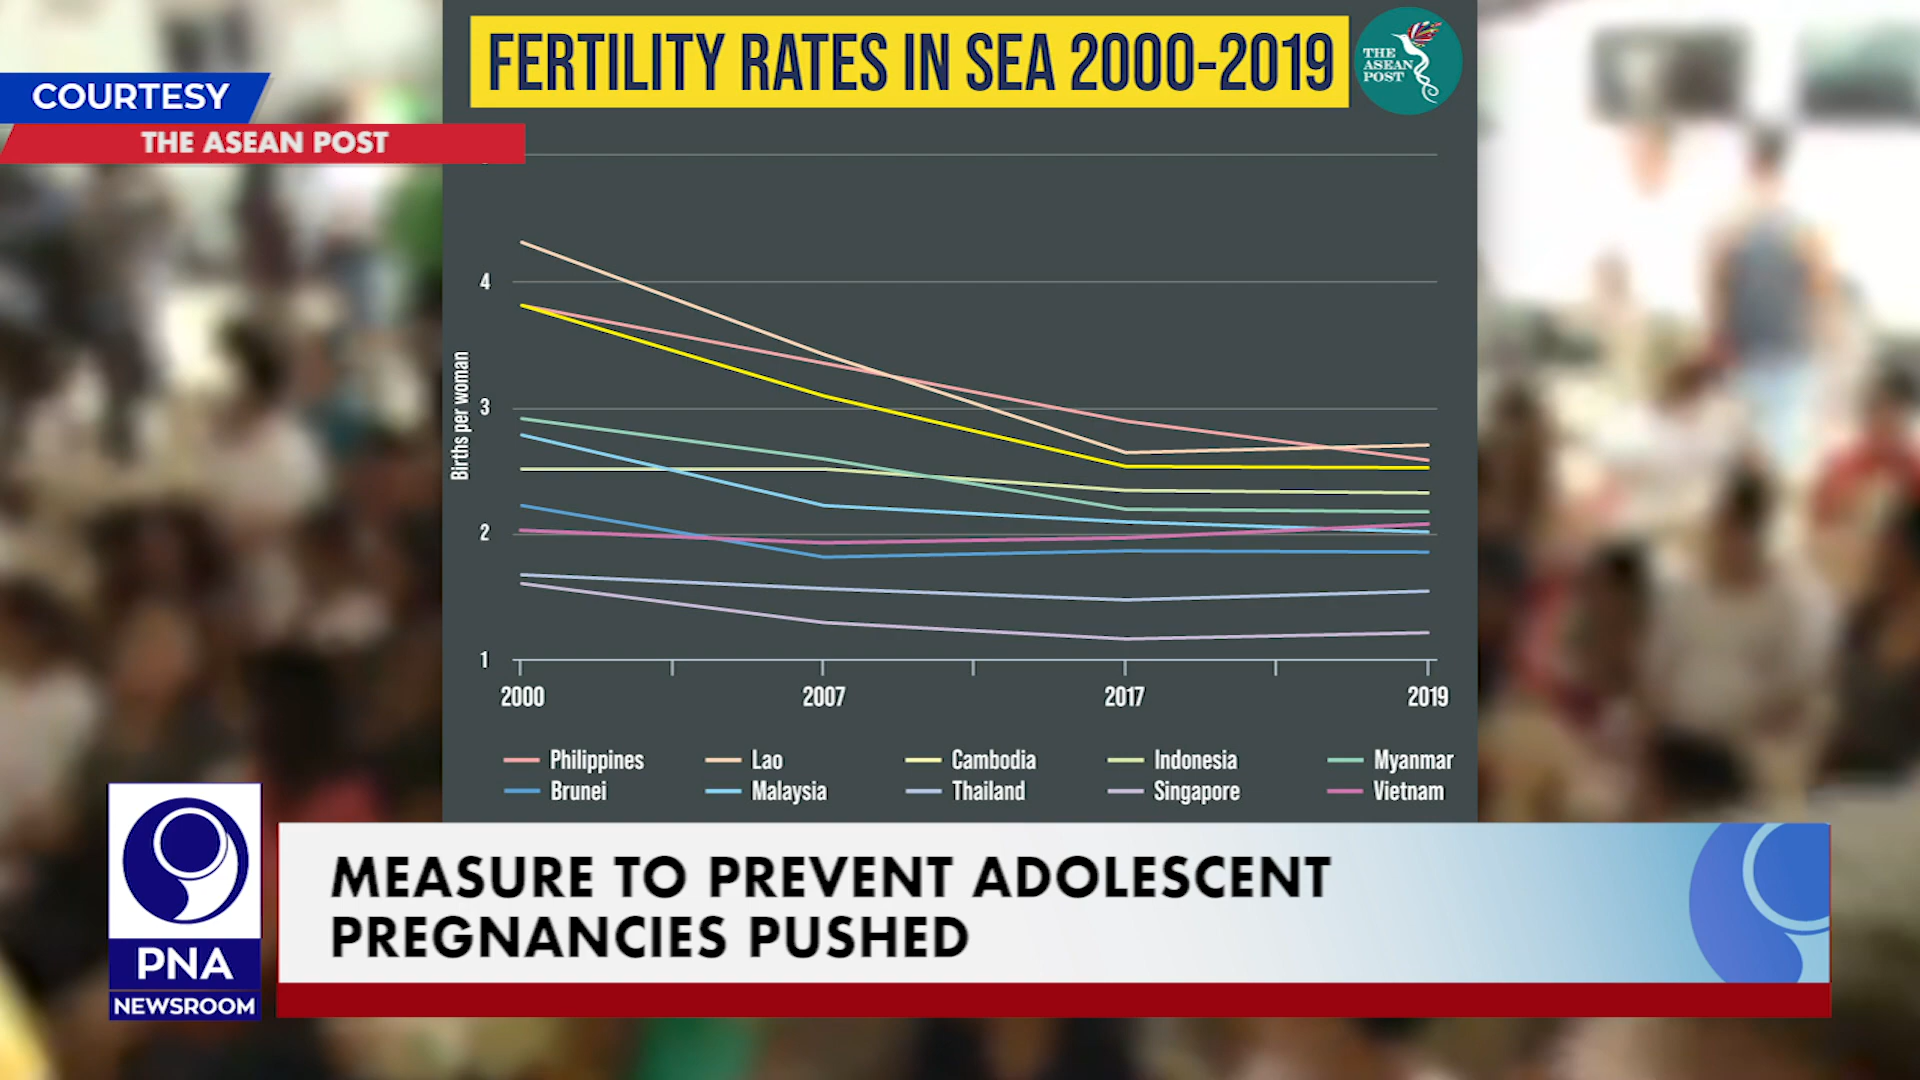 FERTILITY RATES IN SEA 2000-2019
THE
ASEAN
POST
COURTESY
THE ASEAN POST
4
3
2
1
Births per woman
2000 2007 2017 2019
Philippines Lao Cambodia Indonesia Myanmar
Brunei Malaysia Thailand Singapore Vietnam
MEASURE TO PREVENT ADOLESCENT
PREGNANCIES PUSHED
PNA
NEWSROOM